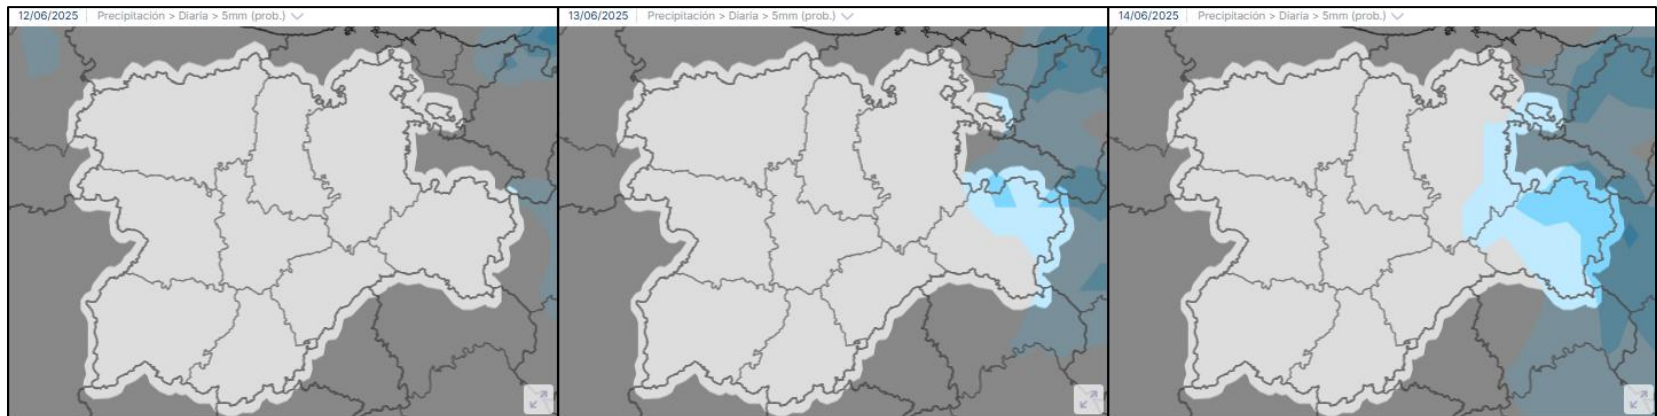 12/06/2025 Precipitación > Diaria > 5mm (prob.)
13/06/2025 Precipitación > Diaria > 5mm (prob.)
14/06/2025 Precipitación > Diaria > 5mm (prob.)